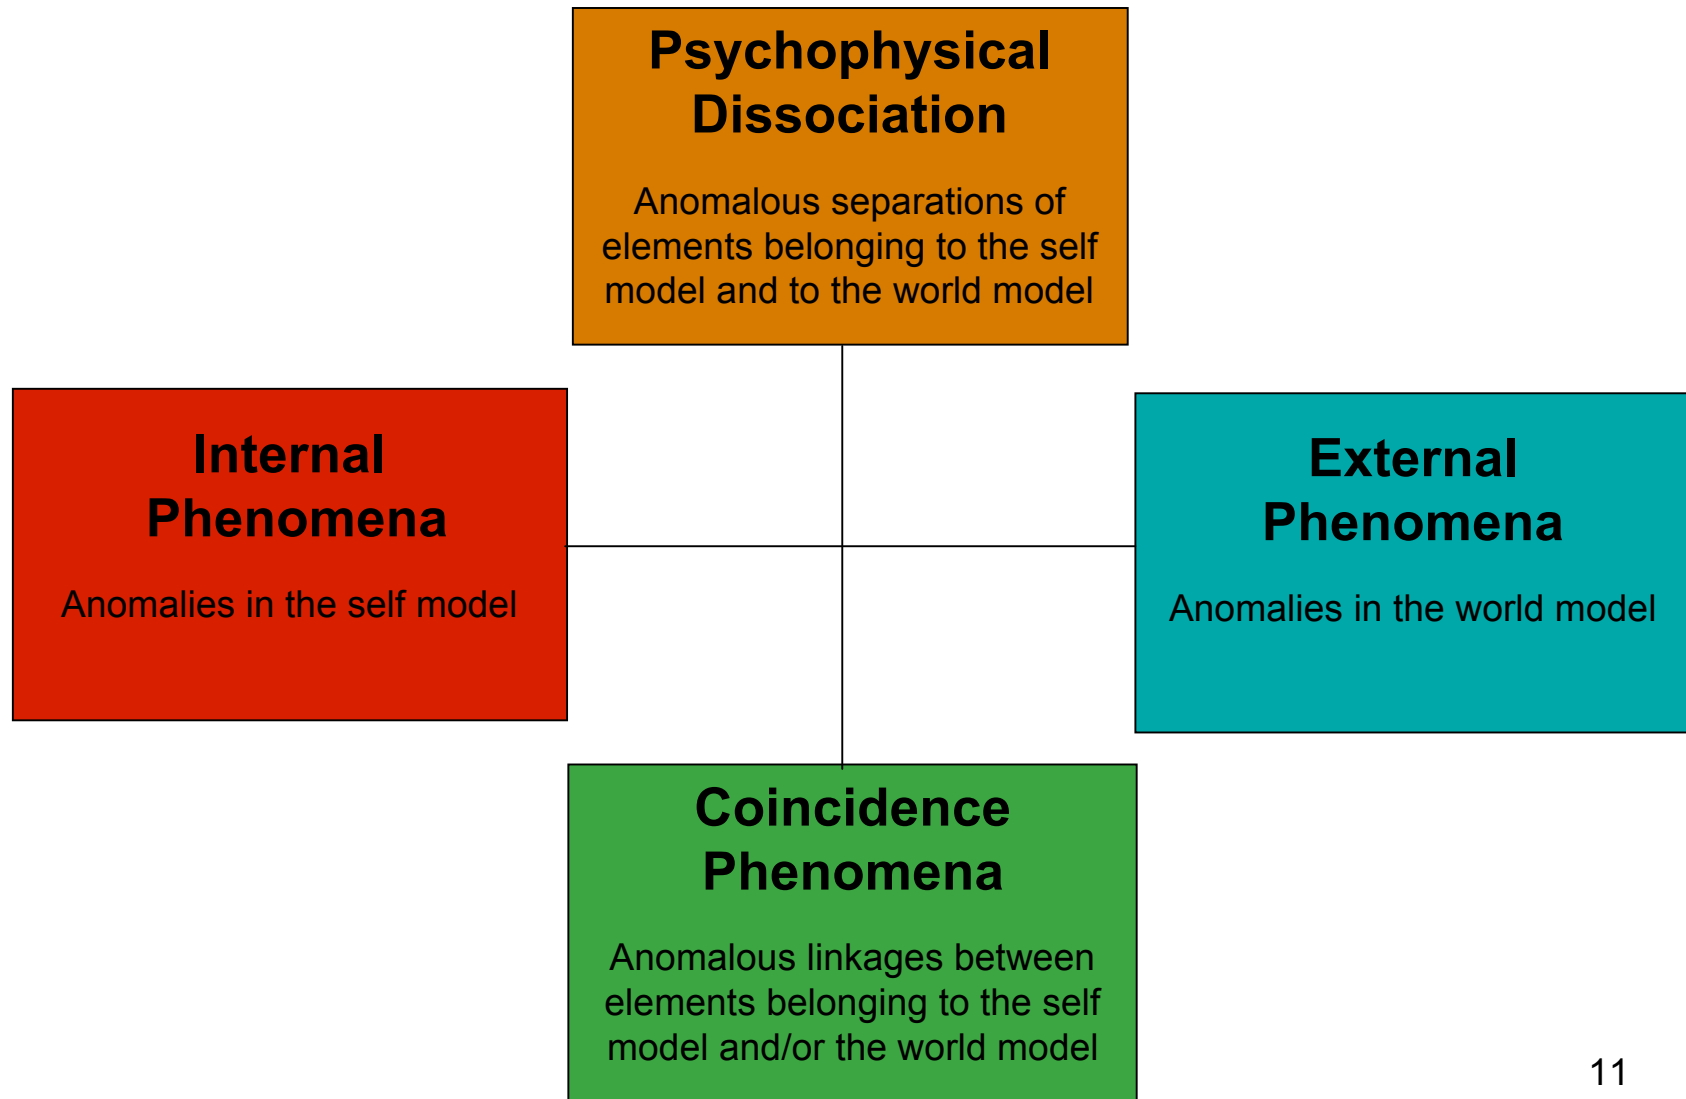 Psychophysical
Dissociation
Anomalous separations of
elements belonging to the self
model and to the world model
Internal
Phenomena
Anomalies in the self model
External
Phenomena
Anomalies in the world model
Coincidence
Phenomena
Anomalous linkages between
elements belonging to the self
model and/or the world model
11